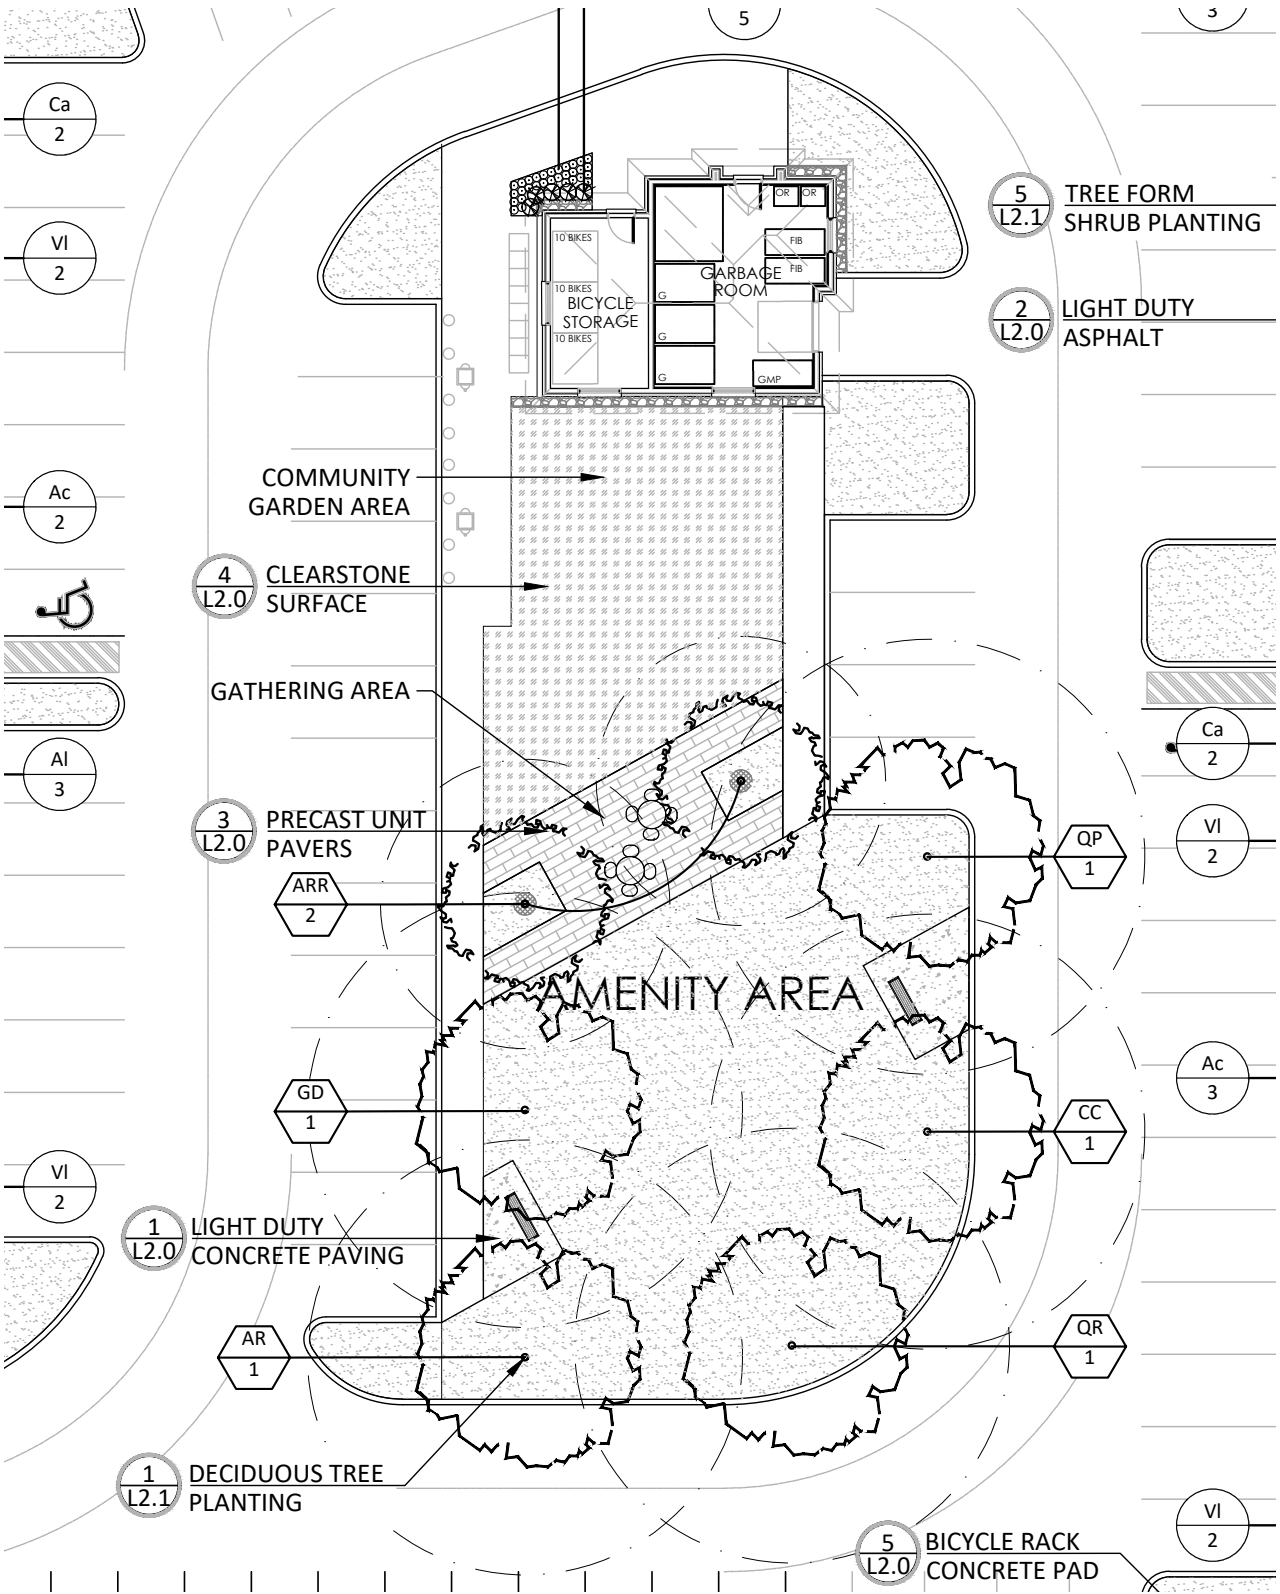 5
3
Ca
2
Vl
2
5
L2.1
TREE FORM
SHRUB PLANTING
OR
OR
10 BIKES
FIB
FIB
GARBAGE
ROOM
10 BIKES
BICYCLE
STORAGE
10 BIKES
G
G
G
GMP
2
L2.0
LIGHT DUTY
ASPHALT
COMMUNITY
GARDEN AREA
Ac
2
4
L2.0
CLEARSTONE
SURFACE
GATHERING AREA
Al
3
Ca
2
3
L2.0
PRECAST UNIT
PAVERS
Vl
2
QP
1
ARR
2
AMENITY AREA
GD
1
Ac
3
CC
1
Vl
2
1
L2.0
LIGHT DUTY
CONCRETE PAVING
AR
1
QR
1
1
L2.1
DECIDUOUS TREE
PLANTING
Vl
2
5
L2.0
BICYCLE RACK
CONCRETE PAD